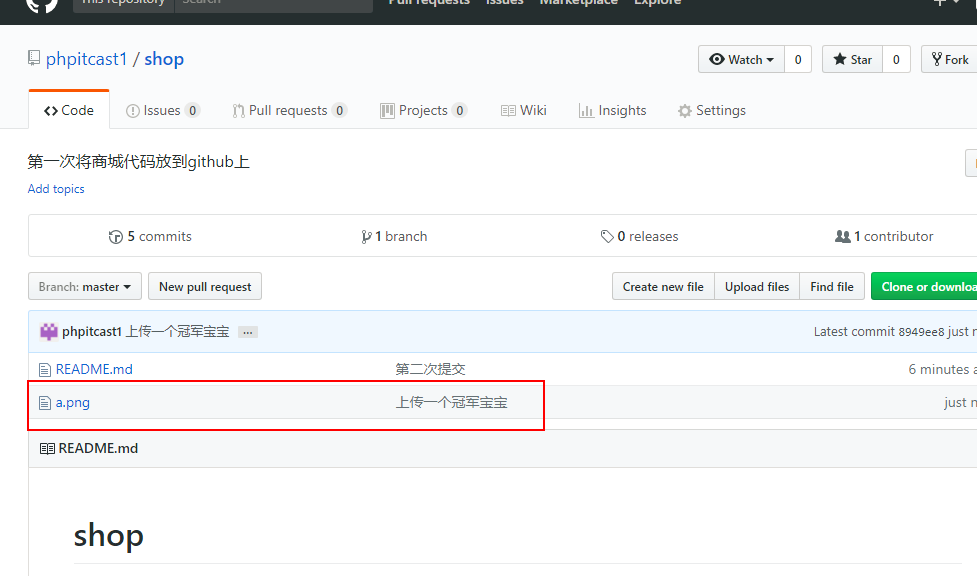 This repository Search Pull requests Issues Marketplace Explore
phpitcast1 / shop
Watch 0 Star 0 Fork
Code Issues 0 Pull requests 0 Projects 0 Wiki Insights Settings
第一次将商城代码放到github上
Add topics
5 commits 1 branch 0 releases 1 contributor
Branch: master New pull request Create new file Upload files Find file Clone or downloa
phpitcast1 上传一个冠军宝宝 … Latest commit 8949ee8 just
README.md 第二次提交 6 minutes
a.png 上传一个冠军宝宝 just
README.md
shop